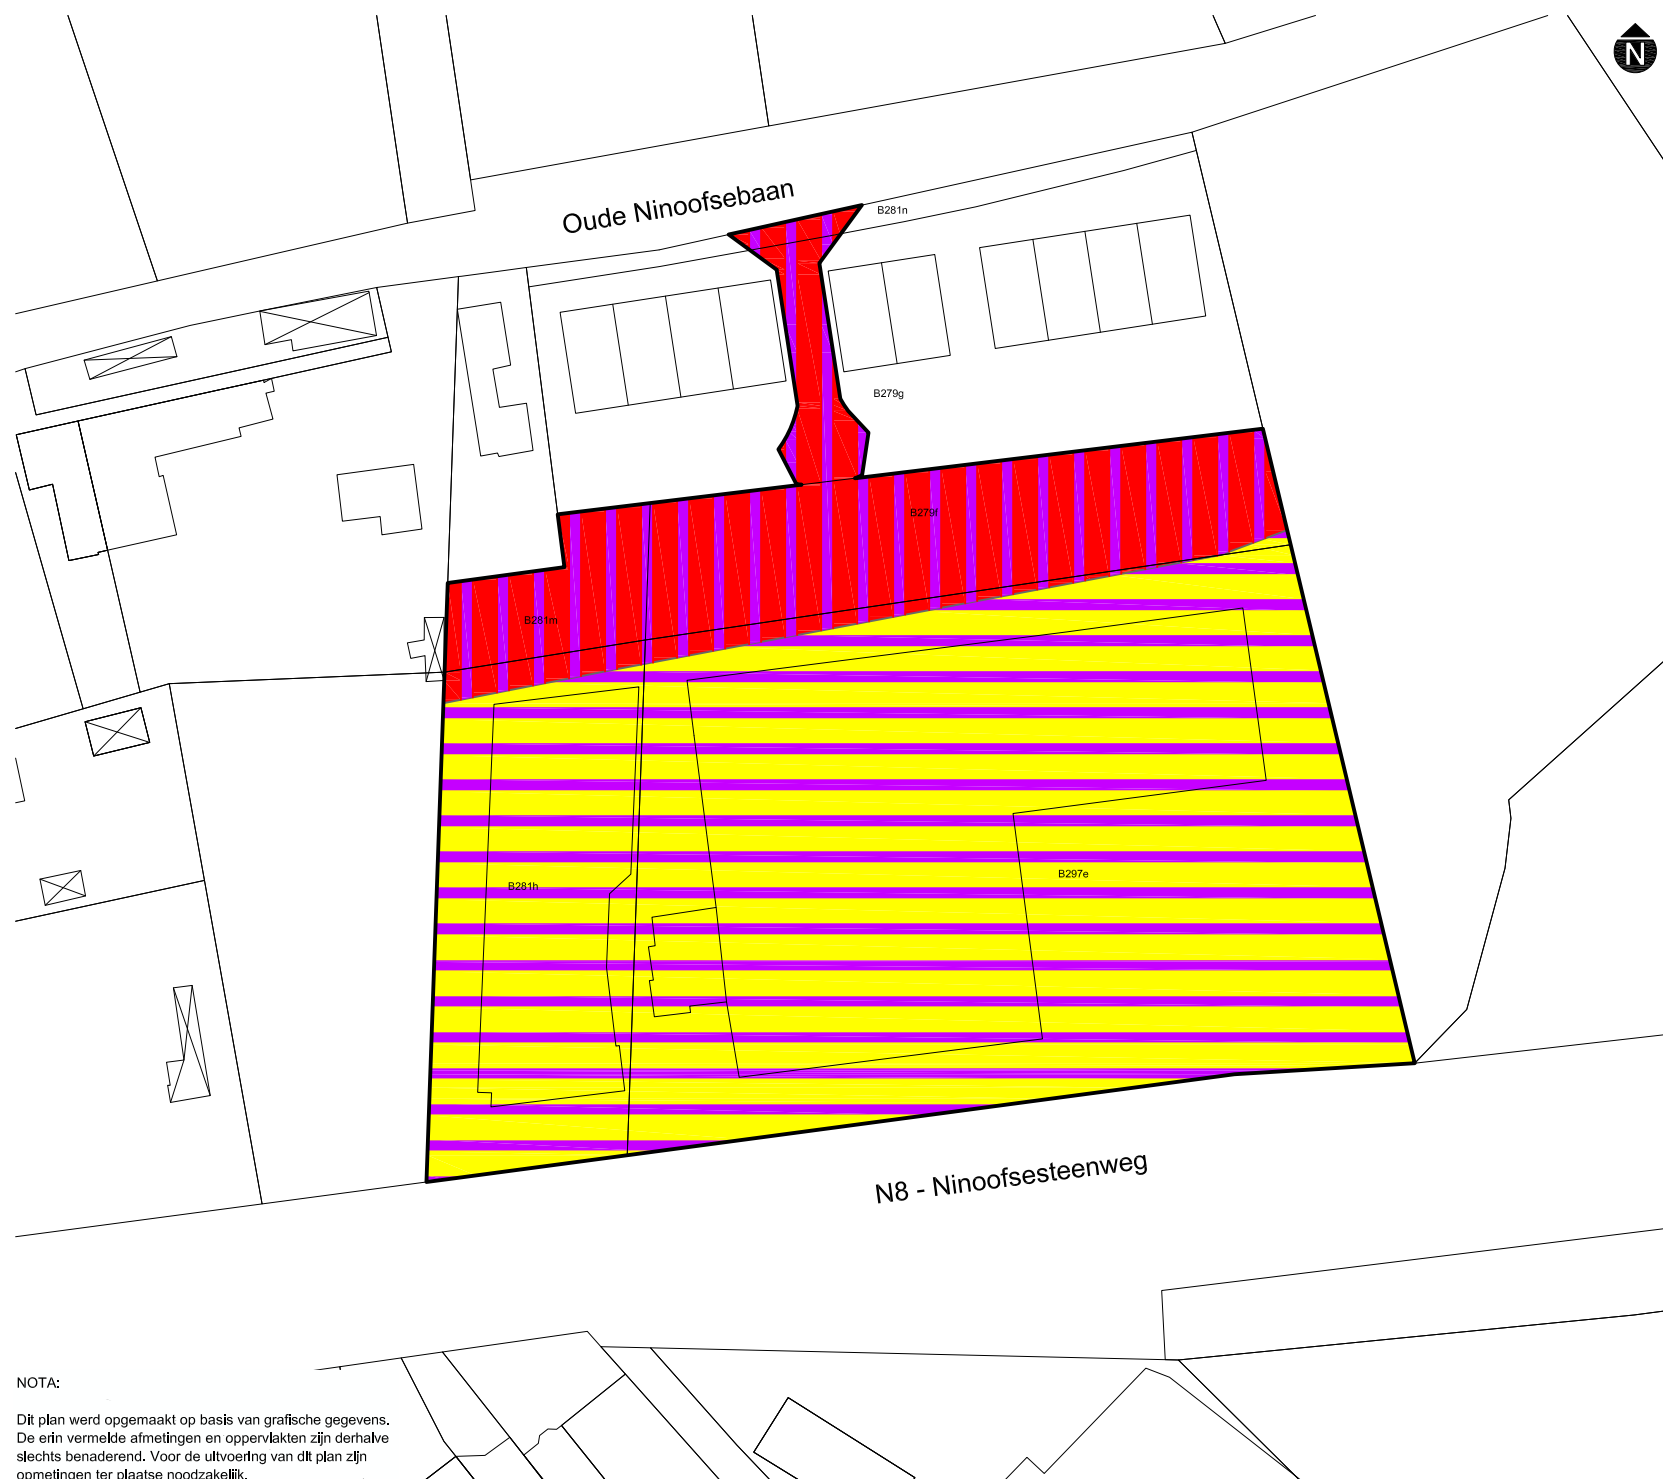 N
Oude Ninoofsebaan
B281n
B279g
B279f
B281m
B297e
B281h
N8 - Ninoofsesteenweg
NOTA:
Dit plan werd opgemaakt op basis van grafische gegevens.
De erin vermelde afmetingen en oppervlakten zijn derhalve
slechts benaderend. Voor de uitvoering van dit plan zijn
opmetingen ter plaatse noodzakelijk.